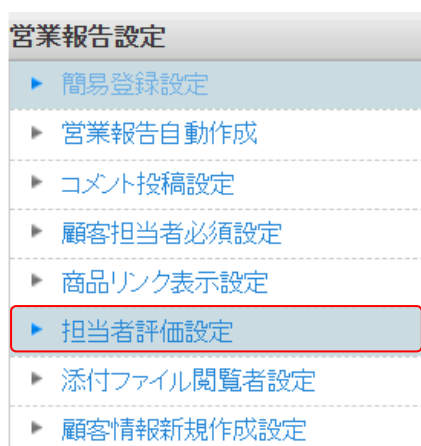 営業報告設定
簡易登録設定
営業報告自動作成
コメント投稿設定
顧客担当者必須設定
商品リンク表示設定
担当者評価設定
添付ファイル閲覧者設定
顧客情報新規作成設定